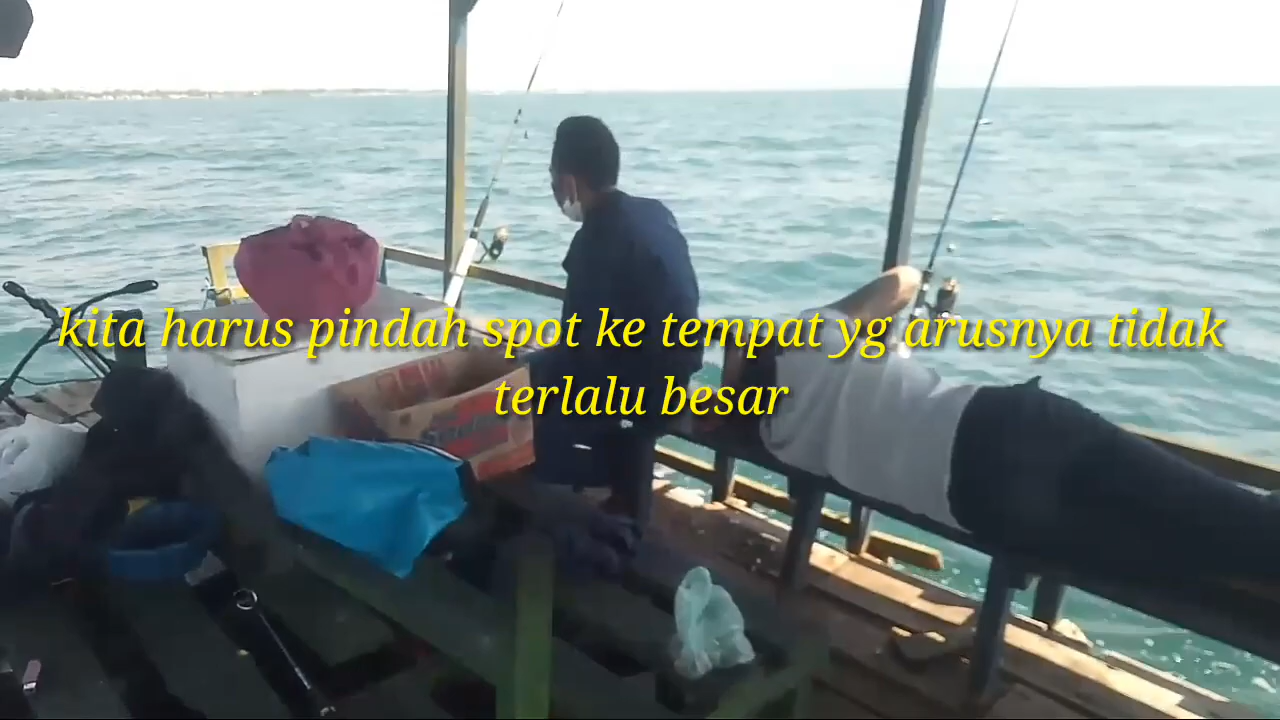 kita harus pindah spot ke tempat yg arusnya tidak
terlalu besar